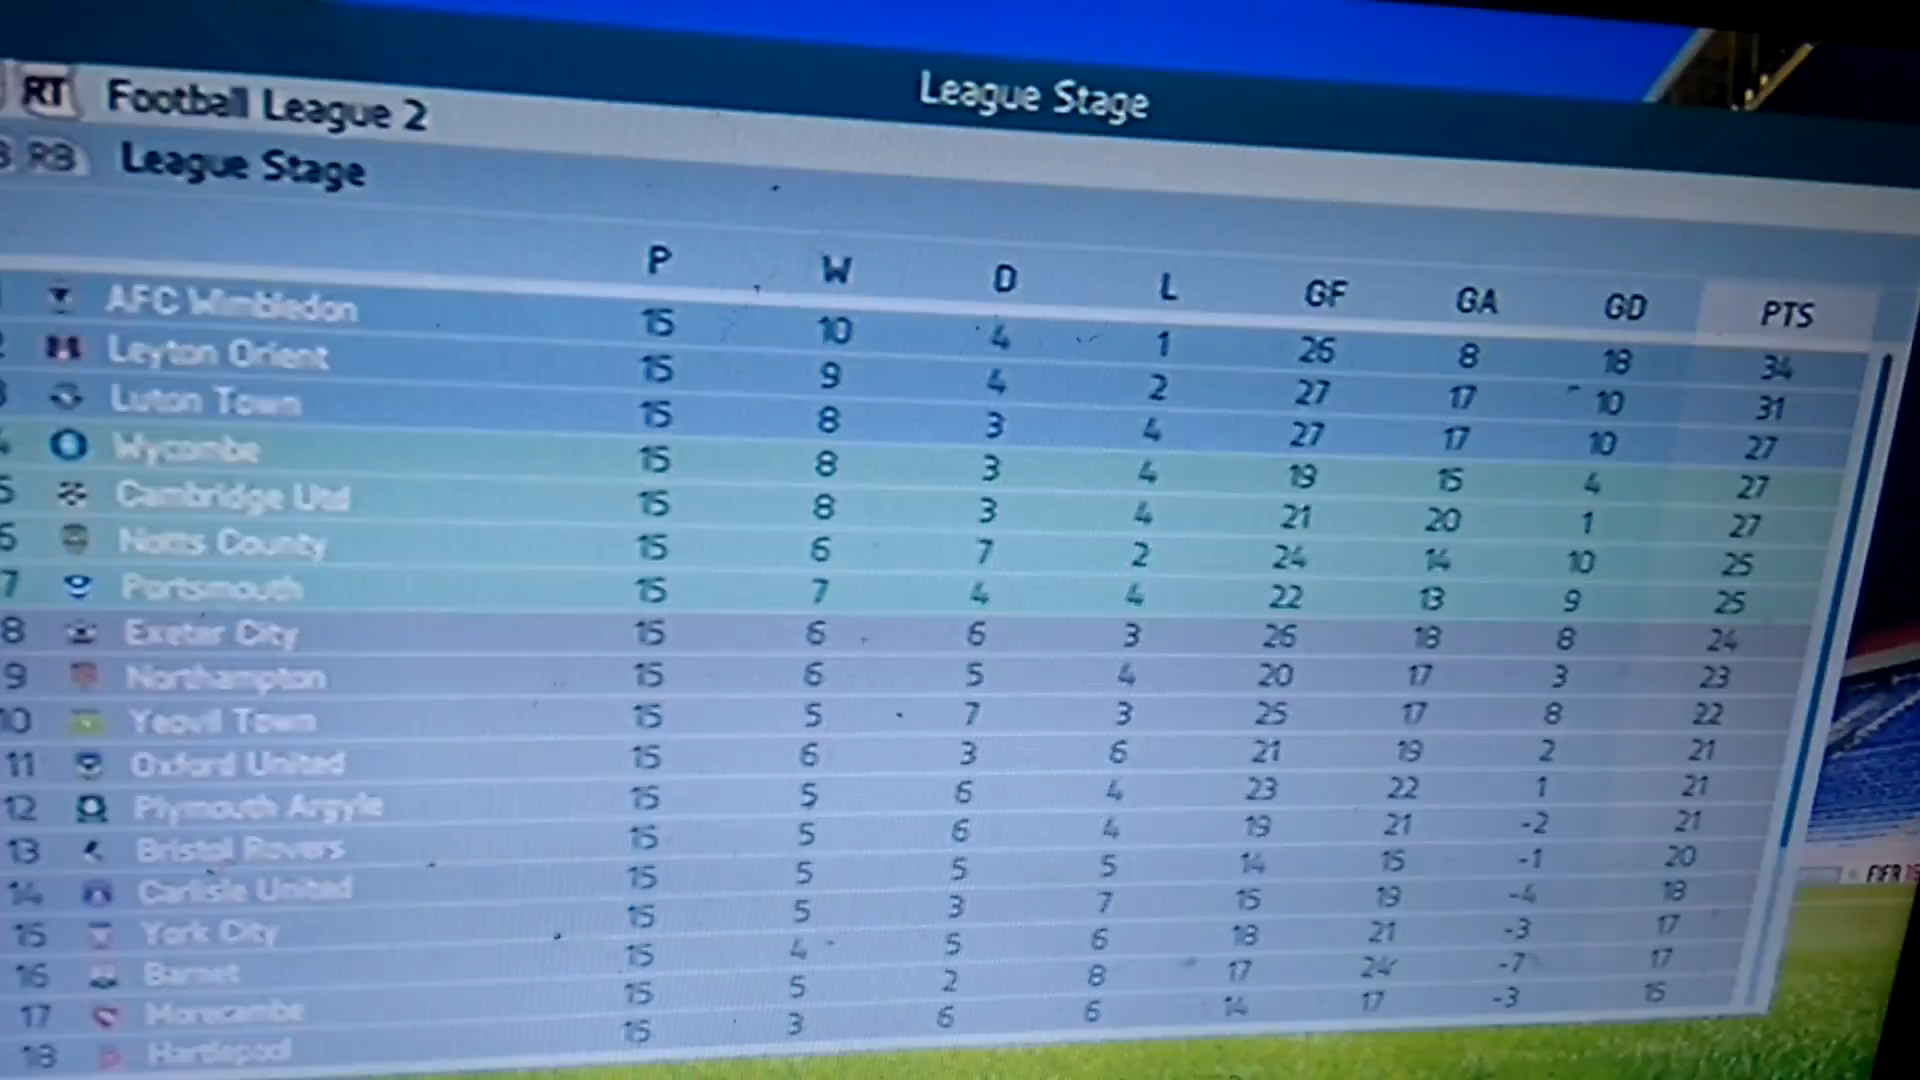 RT Football League 2
League Stage
RB League Stage
P W D L GF GA GD PTS
AFC Wimbledon 15 10 4 1 26 8 18 34
Leyton Orient 15 9 4 2 27 17 10 31
Luton Town 15 8 3 4 27 17 10 27
Wycombe 15 8 3 4 19 15 4 27
5 Cambridge Utd 15 8 3 4 21 20 1 27
6 Notts County 15 6 7 2 24 14 10 25
7 Portsmouth 15 7 4 4 22 13 9 25
8 Exeter City 15 6 6 3 26 18 8 24
9 Northampton 15 6 5 4 20 17 3 23
10 Yeovil Town 15 5 7 3 25 17 8 22
11 Oxford United 15 6 3 6 21 19 2 21
12 Plymouth Argyle 15 5 6 4 23 22 1 21
13 Bristol Rovers 15 5 6 4 19 21 -2 21
14 Carlisle United 15 5 5 5 14 15 -1 20
15 York City 15 5 3 7 15 19 -4 18
16 Barnet 15 4 5 6 18 21 -3 17
17 Morecambe 15 5 2 8 17 24 -7 17
18 Hartlepool 15 3 6 6 14 17 -3 15